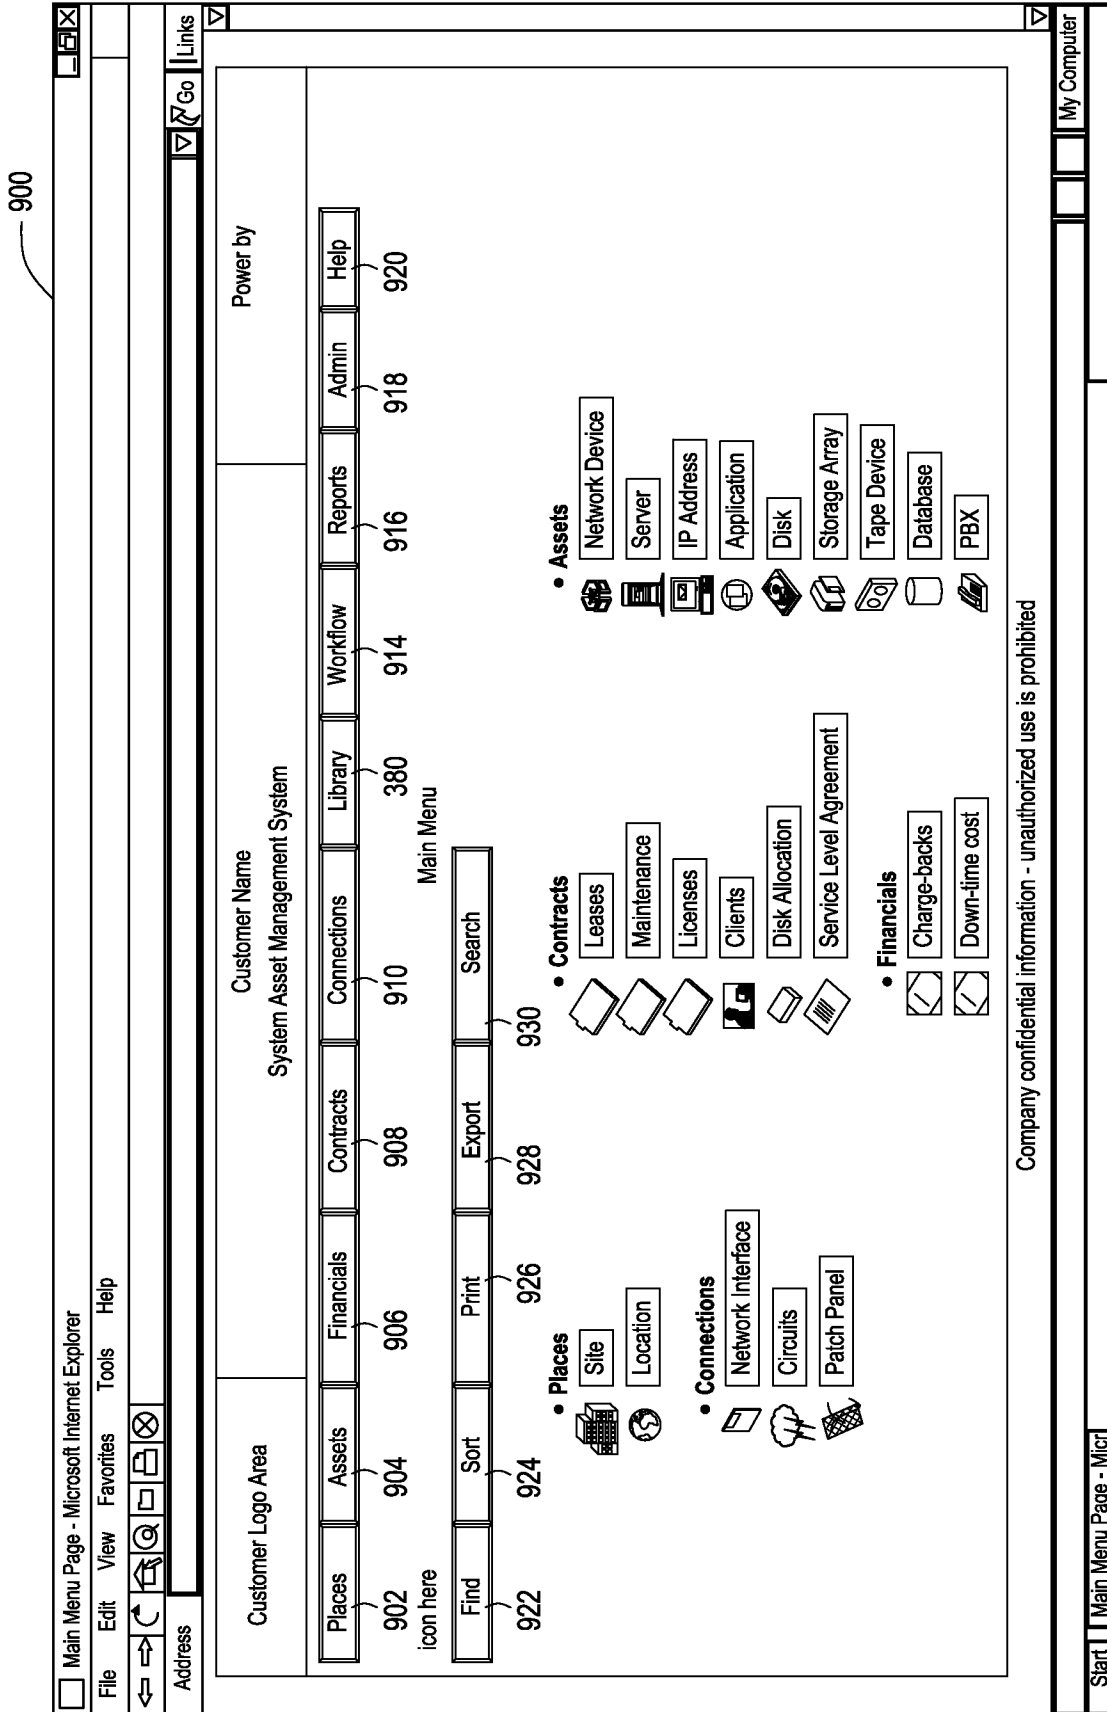 900
Main Menu Page - Microsoft Internet Explorer
File Edit View Favorites Tools Help
Address Go Links
Customer Logo Area Customer Name Power by
System Asset Management System
Places Assets Financials Contracts Connections Library Workflow Reports Admin Help
902 904 906 908 910 380 914 916 918 920
icon here Main Menu
Find Sort Print Export Search
922 924 926 928 930
• Places
Site
Location
• Connections
Network Interface
Circuits
Patch Panel
• Contracts
Leases
Maintenance
Licenses
Clients
Disk Allocation
Service Level Agreement
• Financials
Charge-backs
Down-time cost
• Assets
Network Device
Server
IP Address
Application
Disk
Storage Array
Tape Device
Database
PBX
Company confidential information - unauthorized use is prohibited
My Computer
Start Main Menu Page - Micr